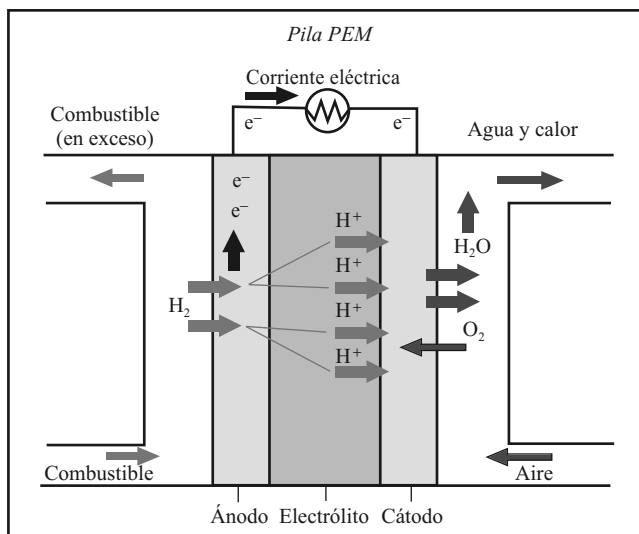 Pila PEM
Corriente eléctrica
Combustible
(en exceso)
Agua y calor
e⁻
e⁻
e⁻
e⁻
H⁺
H⁺
H⁺
H⁺
H₂
H₂O
O₂
Combustible
Aire
Ánodo
Electrólito
Cátodo